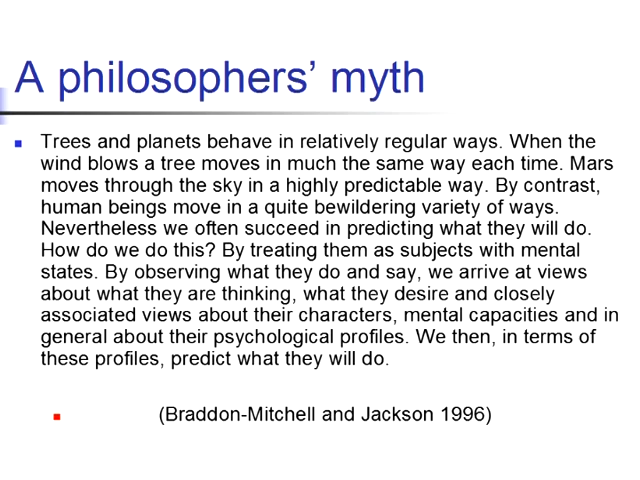 A philosophers’ myth
Trees and planets behave in relatively regular ways. When the
wind blows a tree moves in much the same way each time. Mars
moves through the sky in a highly predictable way. By contrast,
human beings move in a quite bewildering variety of ways.
Nevertheless we often succeed in predicting what they will do.
How do we do this? By treating them as subjects with mental
states. By observing what they do and say, we arrive at views
about what they are thinking, what they desire and closely
associated views about their characters, mental capacities and in
general about their psychological profiles. We then, in terms of
these profiles, predict what they will do.
(Braddon-Mitchell and Jackson 1996)